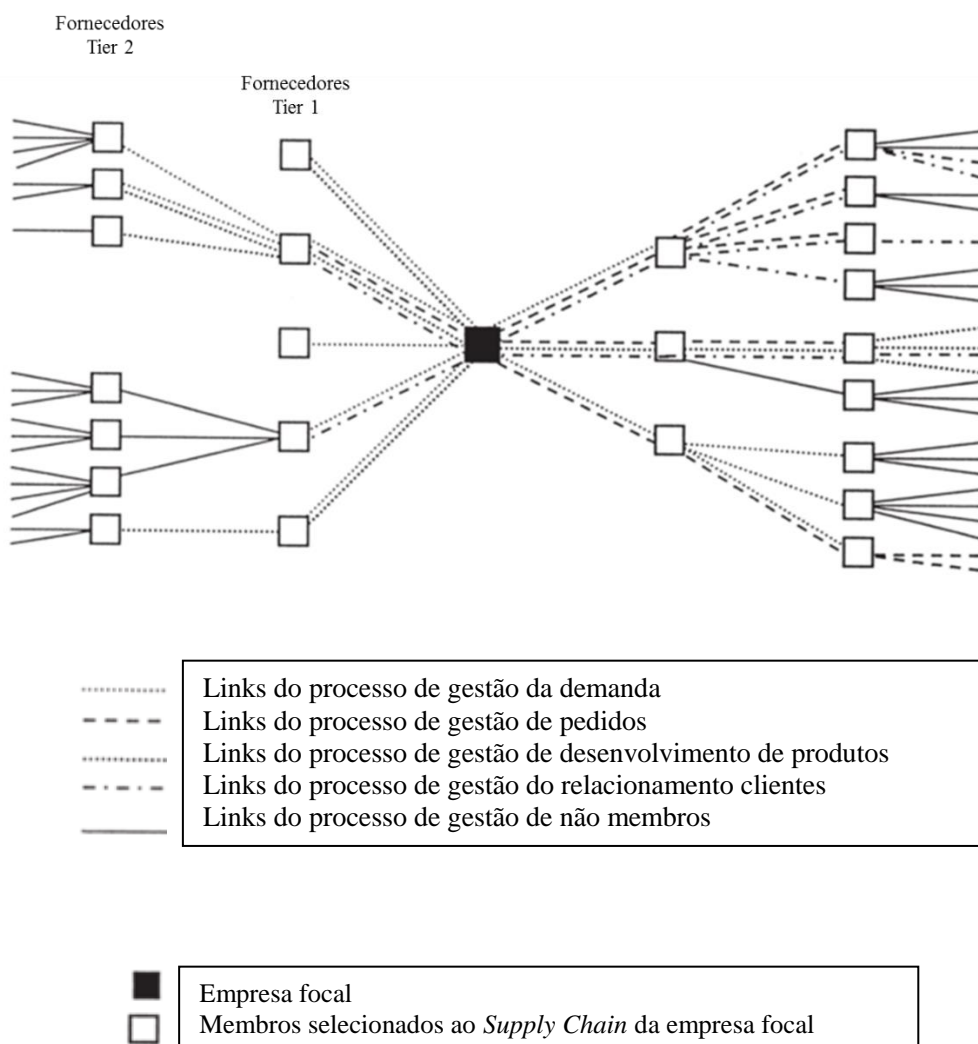 Fornecedores
Tier 2
Fornecedores
Tier 1
Links do processo de gestão da demanda
Links do processo de gestão de pedidos
Links do processo de gestão de desenvolvimento de produtos
Links do processo de gestão do relacionamento clientes
Links do processo de gestão de não membros
Empresa focal
Membros selecionados ao Supply Chain da empresa focal